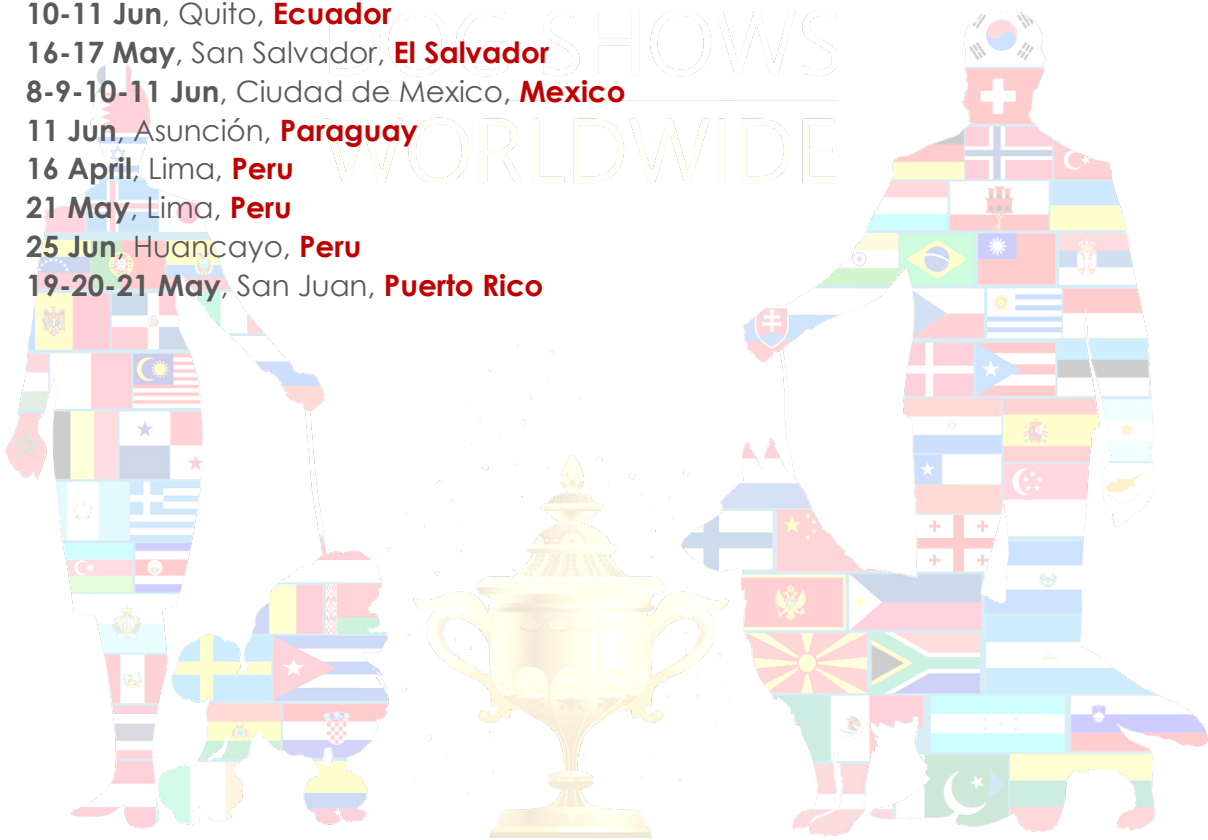 10-11 Jun, Quito, Ecuador
16-17 May, San Salvador, El Salvador
8-9-10-11 Jun, Ciudad de Mexico, Mexico
11 Jun, Asunción, Paraguay
16 April, Lima, Peru
21 May, Lima, Peru
25 Jun, Huancayo, Peru
19-20-21 May, San Juan, Puerto Rico
DOG SHOWS
WORLDWIDE